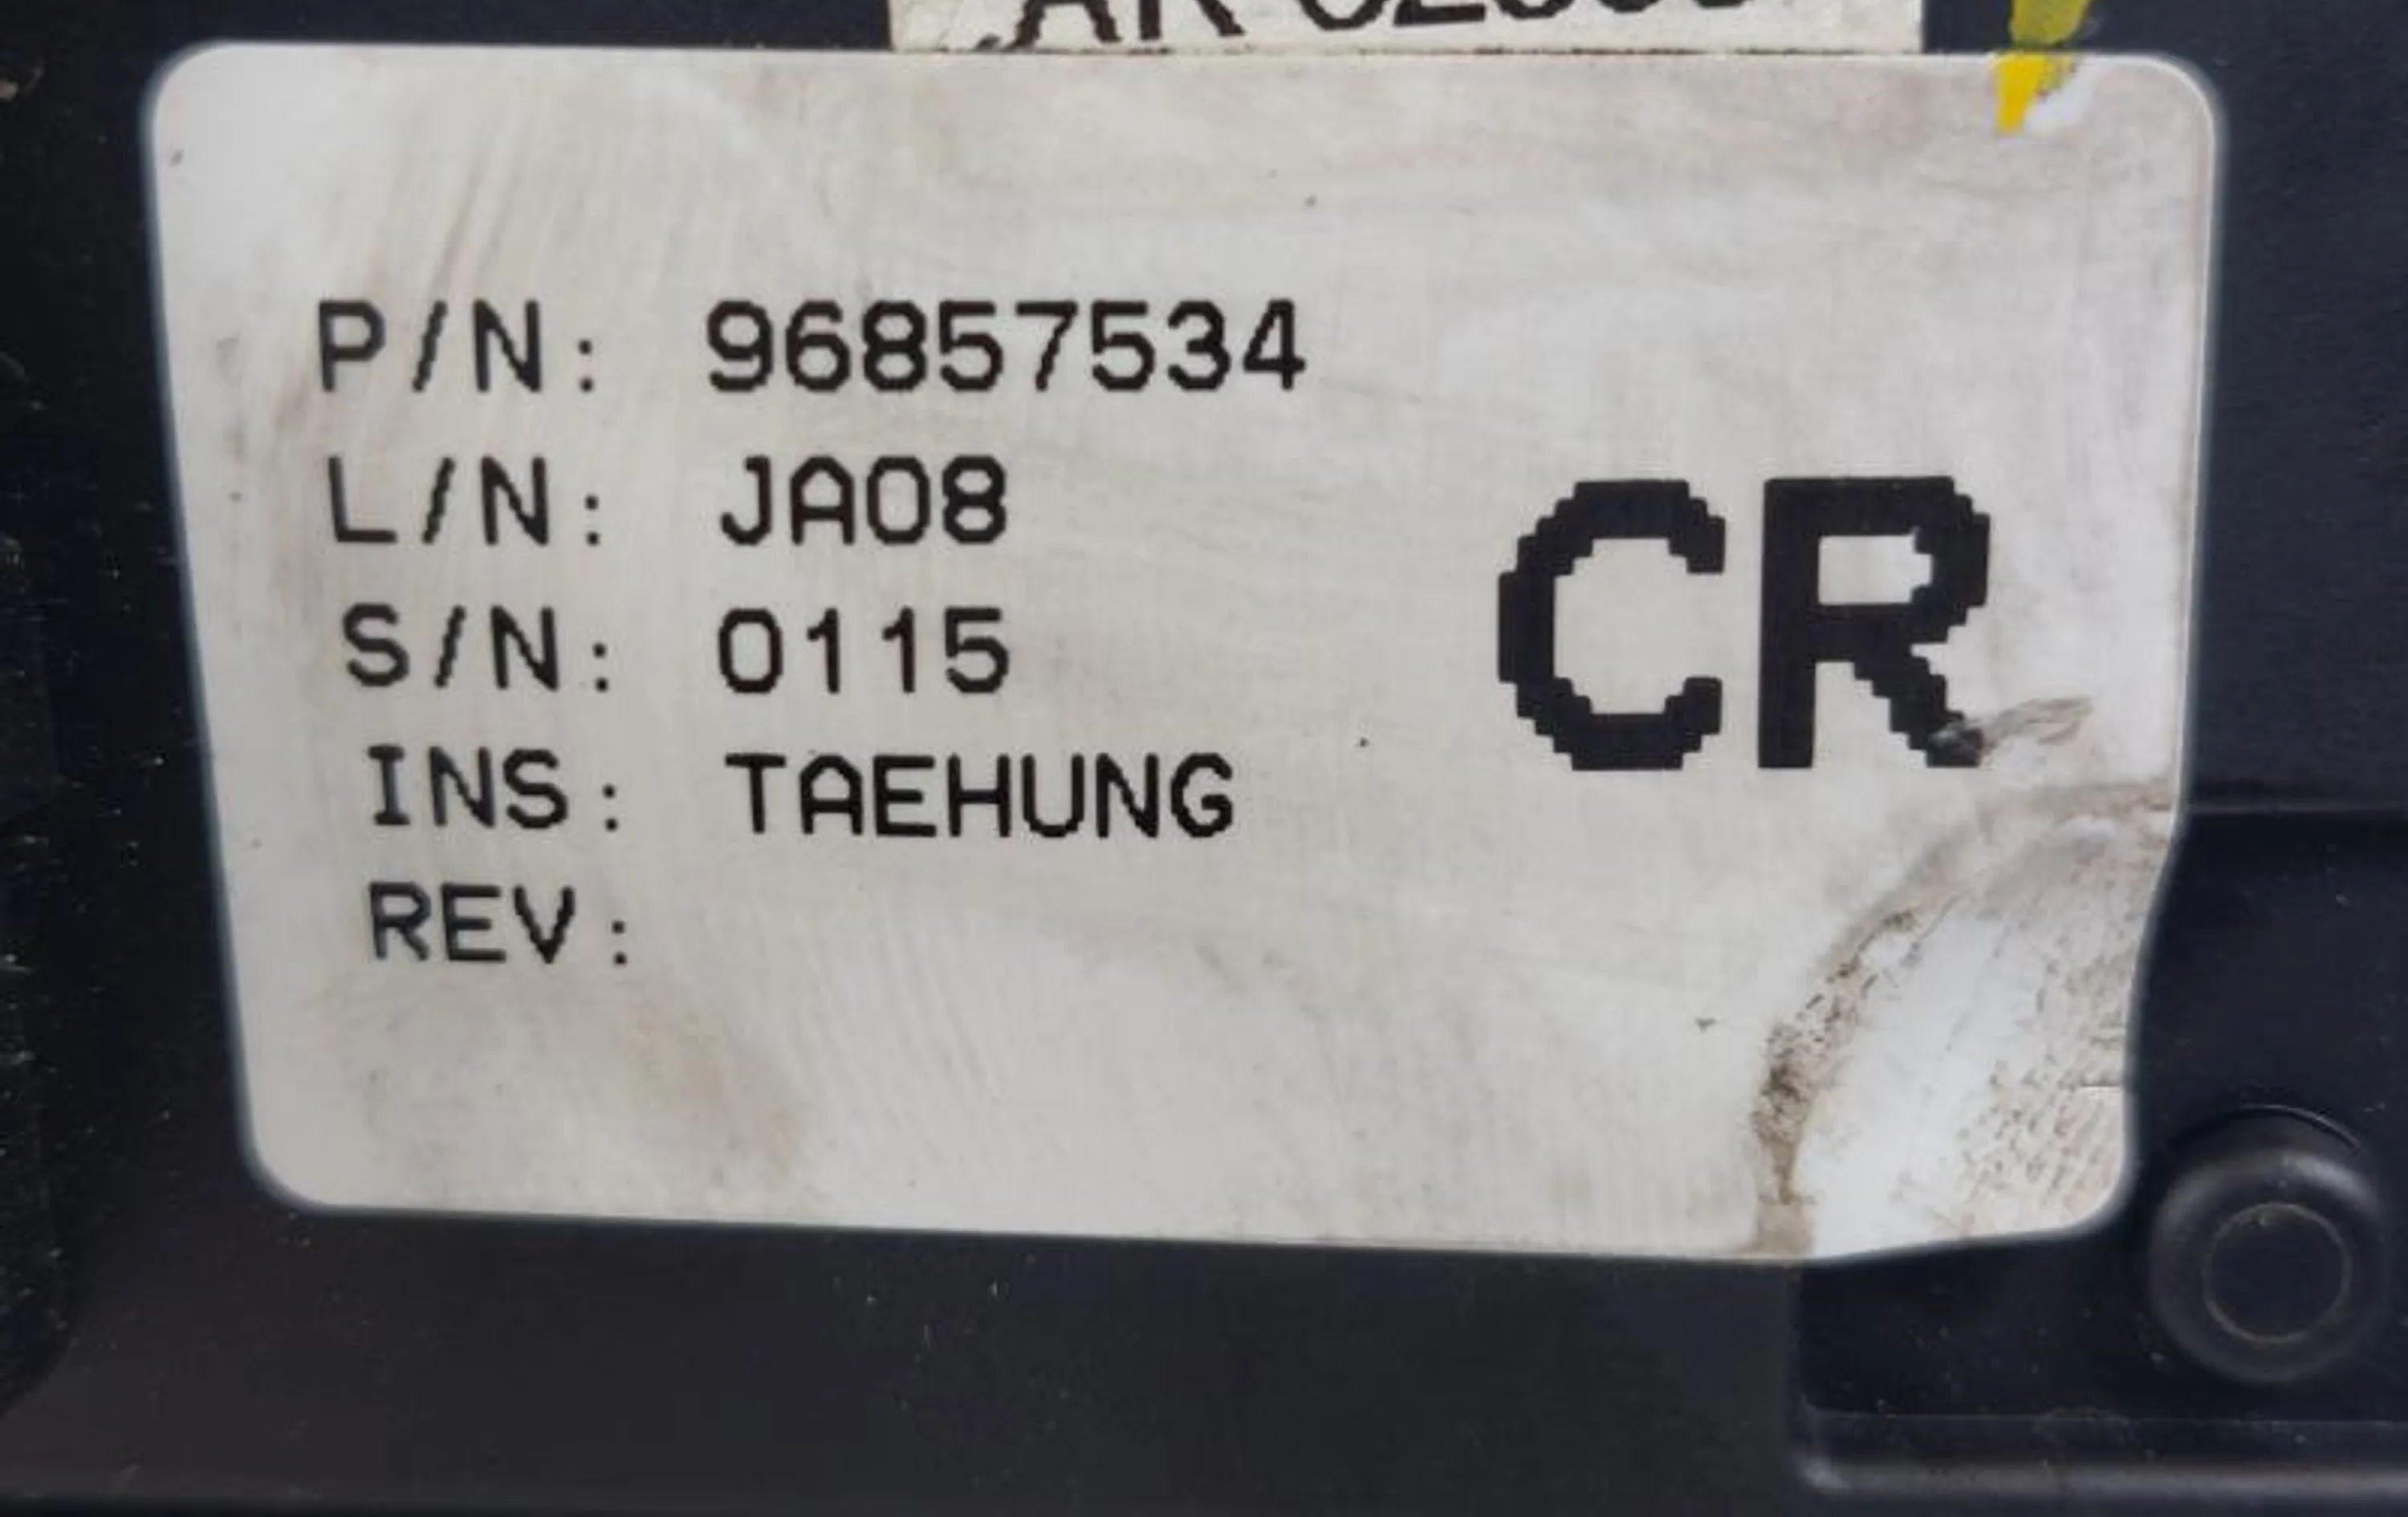 P/N: 96857534
L/N: JA08
S/N: 0115
INS: TAEHUNG
REV:
CR